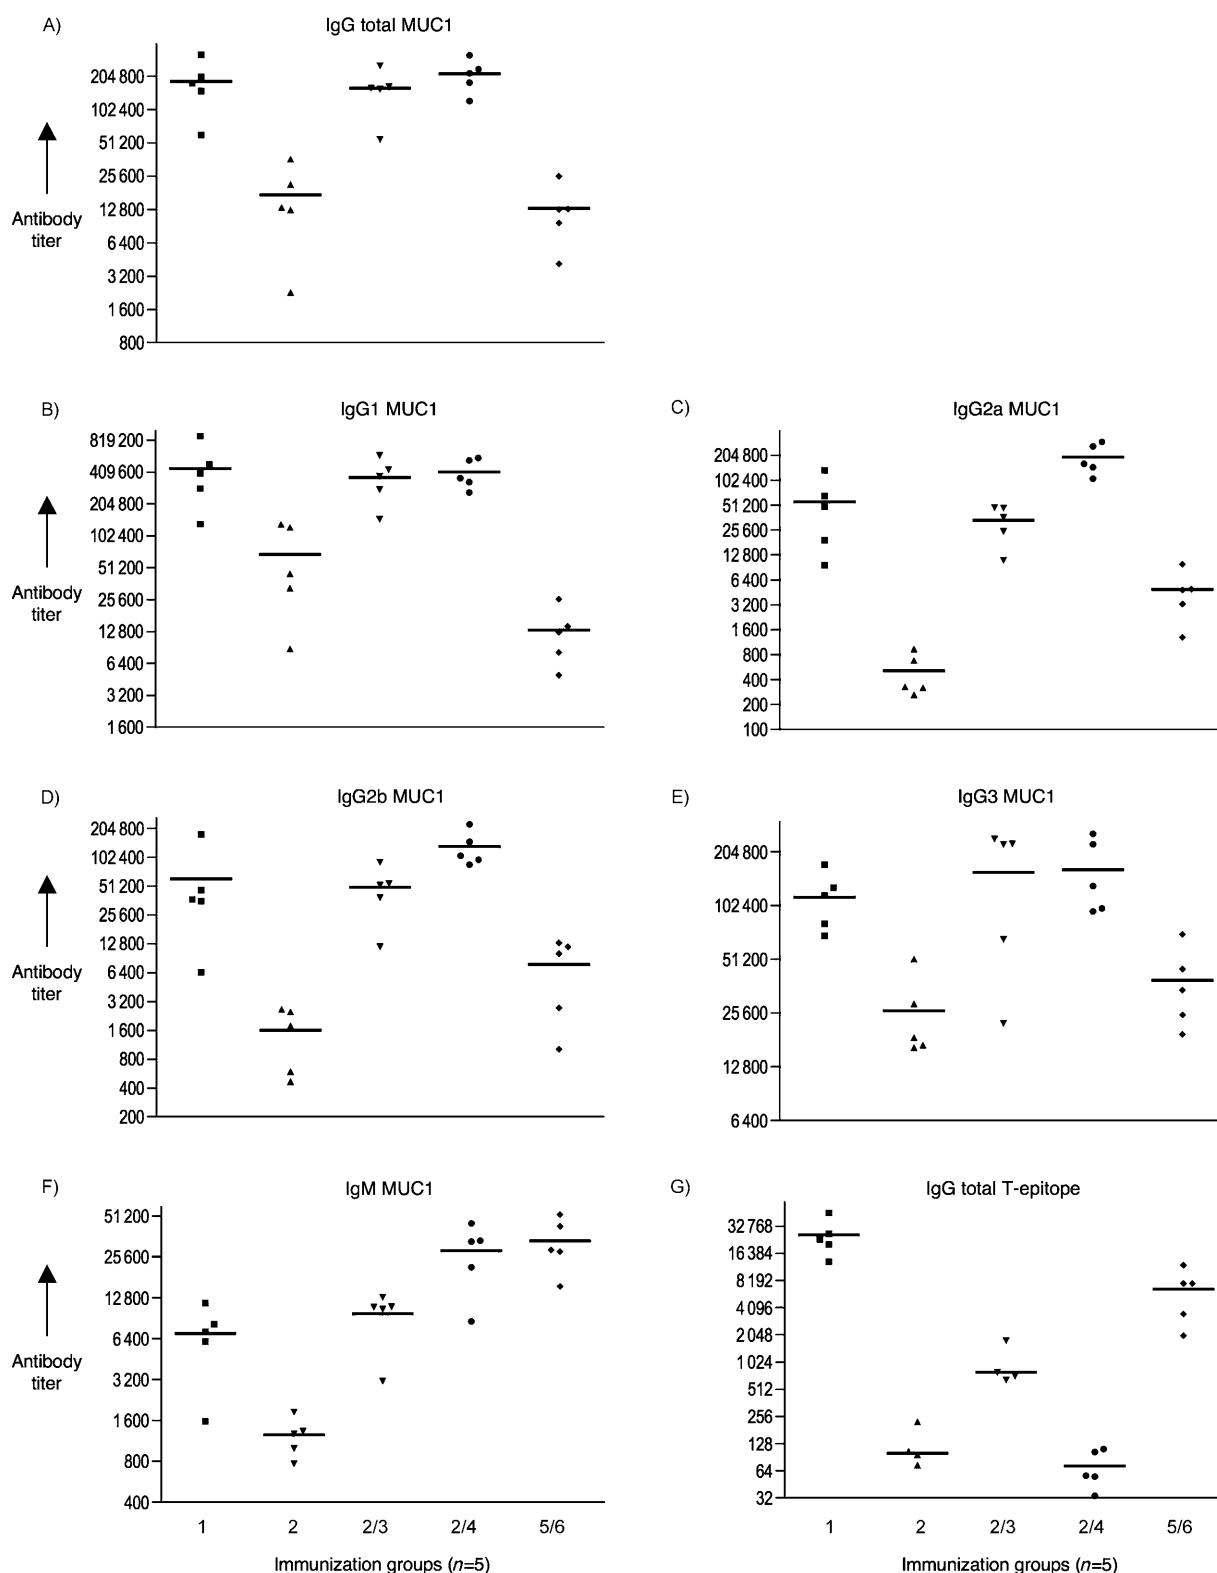 A)
IgG total MUC1
204 800
102 400
51 200
25 600
12 800
6 400
3 200
1 600
800
Antibody
titer
B)
IgG1 MUC1
819 200
409 600
204 800
102 400
51 200
25 600
12 800
6 400
3 200
1 600
Antibody
titer
C)
IgG2a MUC1
204 800
102 400
51 200
25 600
12 800
6 400
3 200
1 600
800
400
200
100
D)
IgG2b MUC1
204 800
102 400
51 200
25 600
12 800
6 400
3 200
1 600
800
400
200
Antibody
titer
E)
IgG3 MUC1
204 800
102 400
51 200
25 600
12 800
6 400
F)
IgM MUC1
51 200
25 600
12 800
6 400
3 200
1 600
800
400
Antibody
titer
1 2 2/3 2/4 5/6
Immunization groups (n=5)
G)
IgG total T-epitope
32 768
16 384
8 192
4 096
2 048
1 024
512
256
128
64
32
1 2 2/3 2/4 5/6
Immunization groups (n=5)